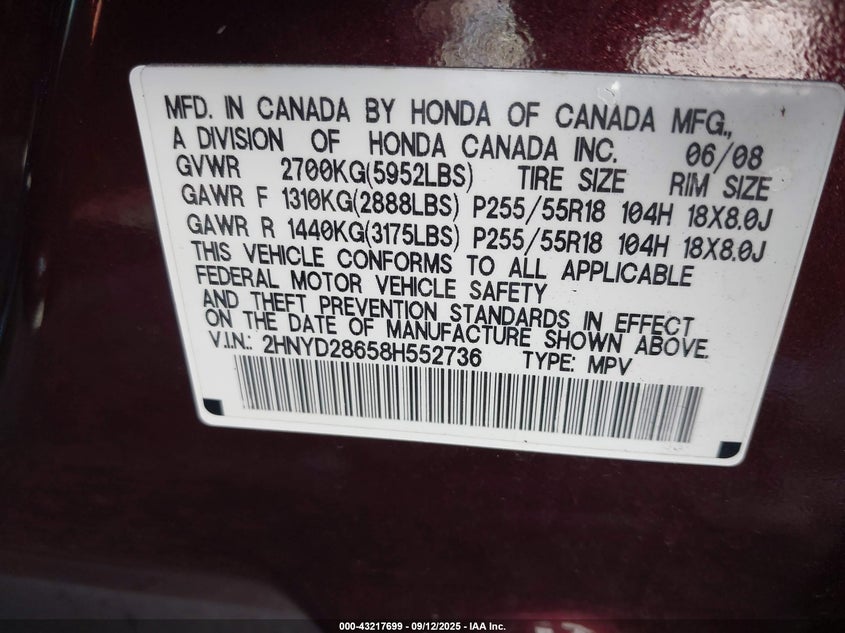 MFD. IN CANADA BY HONDA OF CANADA MFG.,
A DIVISION OF HONDA CANADA INC. 06/08
GVWR 2700KG(5952LBS) TIRE SIZE RIM SIZE
GAWR F 1310KG(2888LBS) P255/55R18 104H 18X8.0J
GAWR R 1440KG(3175LBS) P255/55R18 104H 18X8.0J
THIS VEHICLE CONFORMS TO ALL APPLICABLE
FEDERAL MOTOR VEHICLE SAFETY
AND THEFT PREVENTION STANDARDS IN EFFECT
ON THE DATE OF MANUFACTURE SHOWN ABOVE.
V.I.N.: 2HNYD28658H552736 TYPE: MPV
000-43217699 - 09/12/2025 - IAA Inc.